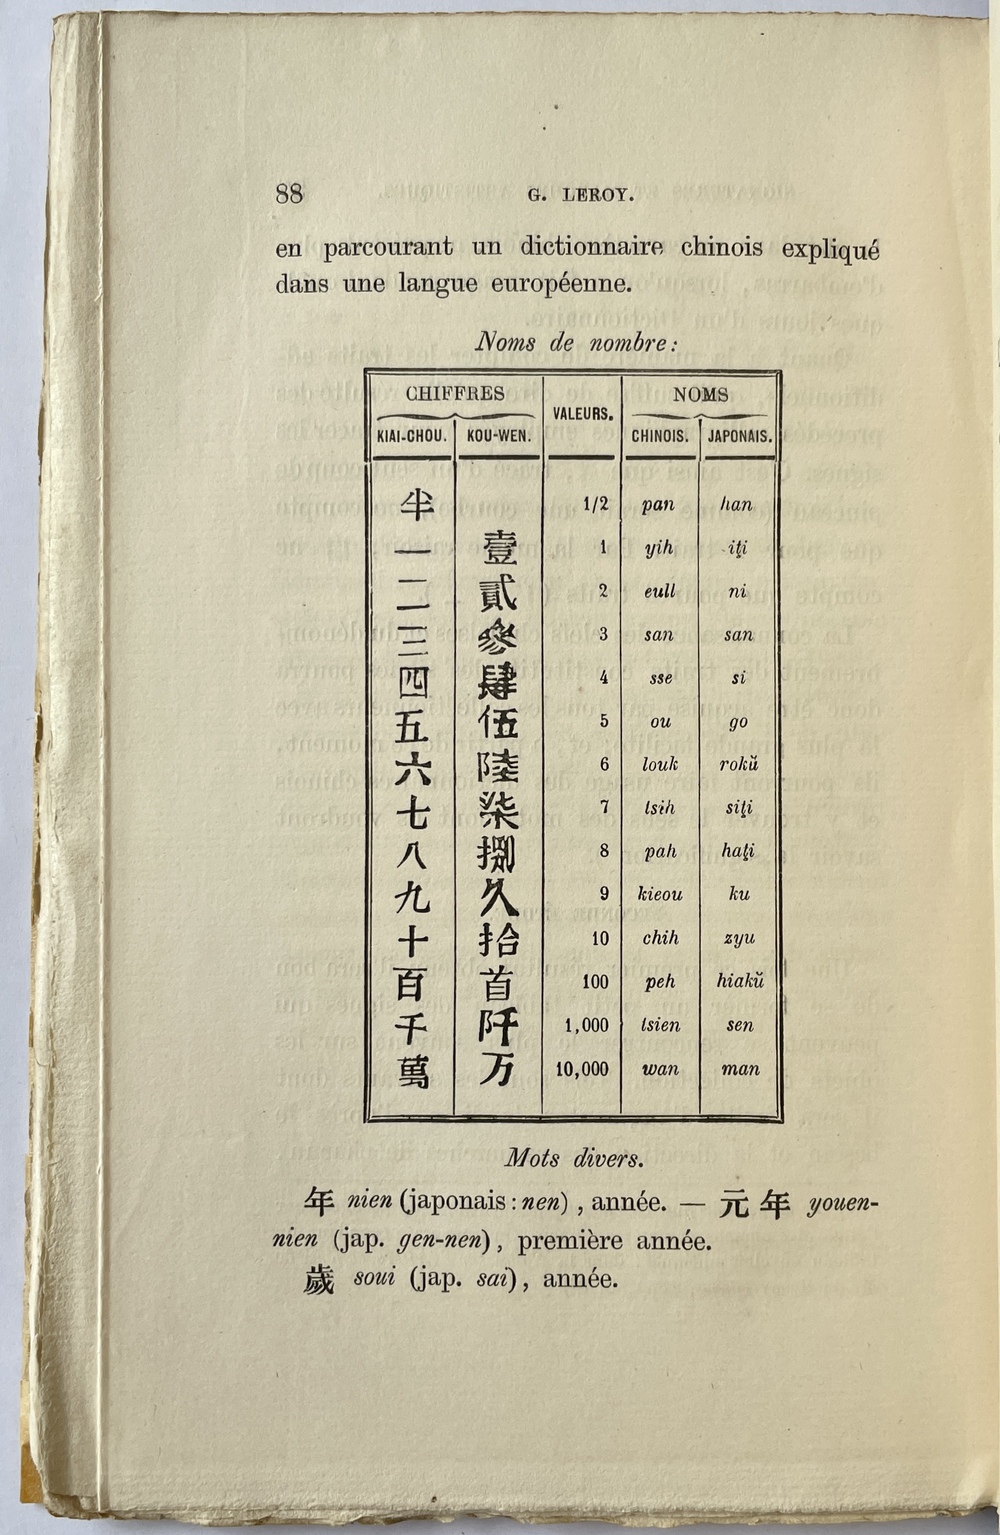 88 G. LEROY.
en parcourant un dictionnaire chinois expliqué
dans une langue européenne.
Noms de nombre :
CHIFFRES VALEURS. NOMS
KIAI-CHOU. KOU-WEN. CHINOIS. JAPONAIS.
半 1/2 pan han
一 壹 1 yih iţi
二 貳 2 eull ni
三 參 3 san san
四 肆 4 sse si
五 伍 5 ou go
六 陸 6 louk rokŭ
七 柒 7 tsih siţi
八 捌 8 pah haţi
九 久 9 kieou ku
十 拾 10 chih zyu
百 首 100 peh hiakŭ
千 阡 1,000 tsien sen
萬 万 10,000 wan man
Mots divers.
年 nien (japonais : nen) , année. — 元 年 youen-
nien (jap. gen-nen) , première année.
歲 soui (jap. sai) , année.